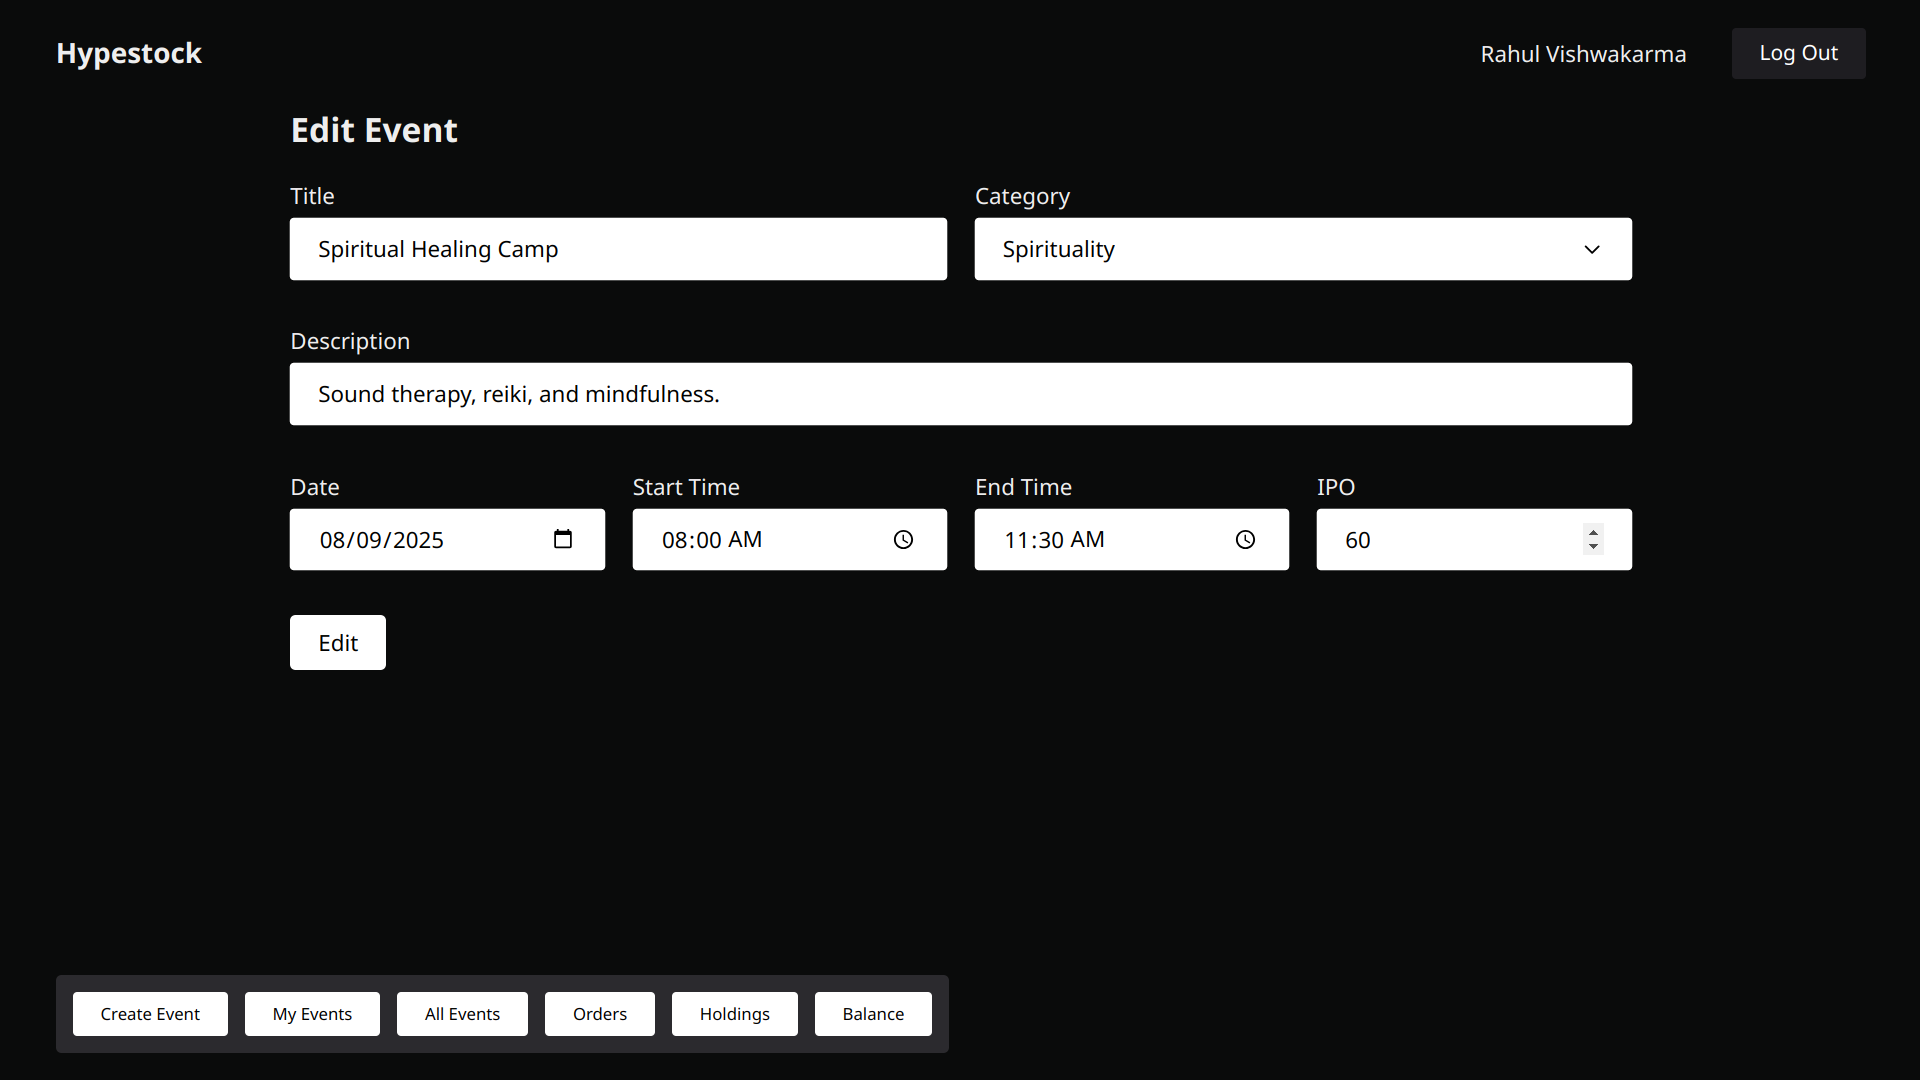 Hypestock
Rahul Vishwakarma
Log Out
Edit Event
Title
Category
Spiritual Healing Camp
Spirituality
Description
Sound therapy, reiki, and mindfulness.
Date
Start Time
End Time
IPO
08/09/2025
08:00 AM
11:30 AM
60
Edit
Create Event
My Events
All Events
Orders
Holdings
Balance